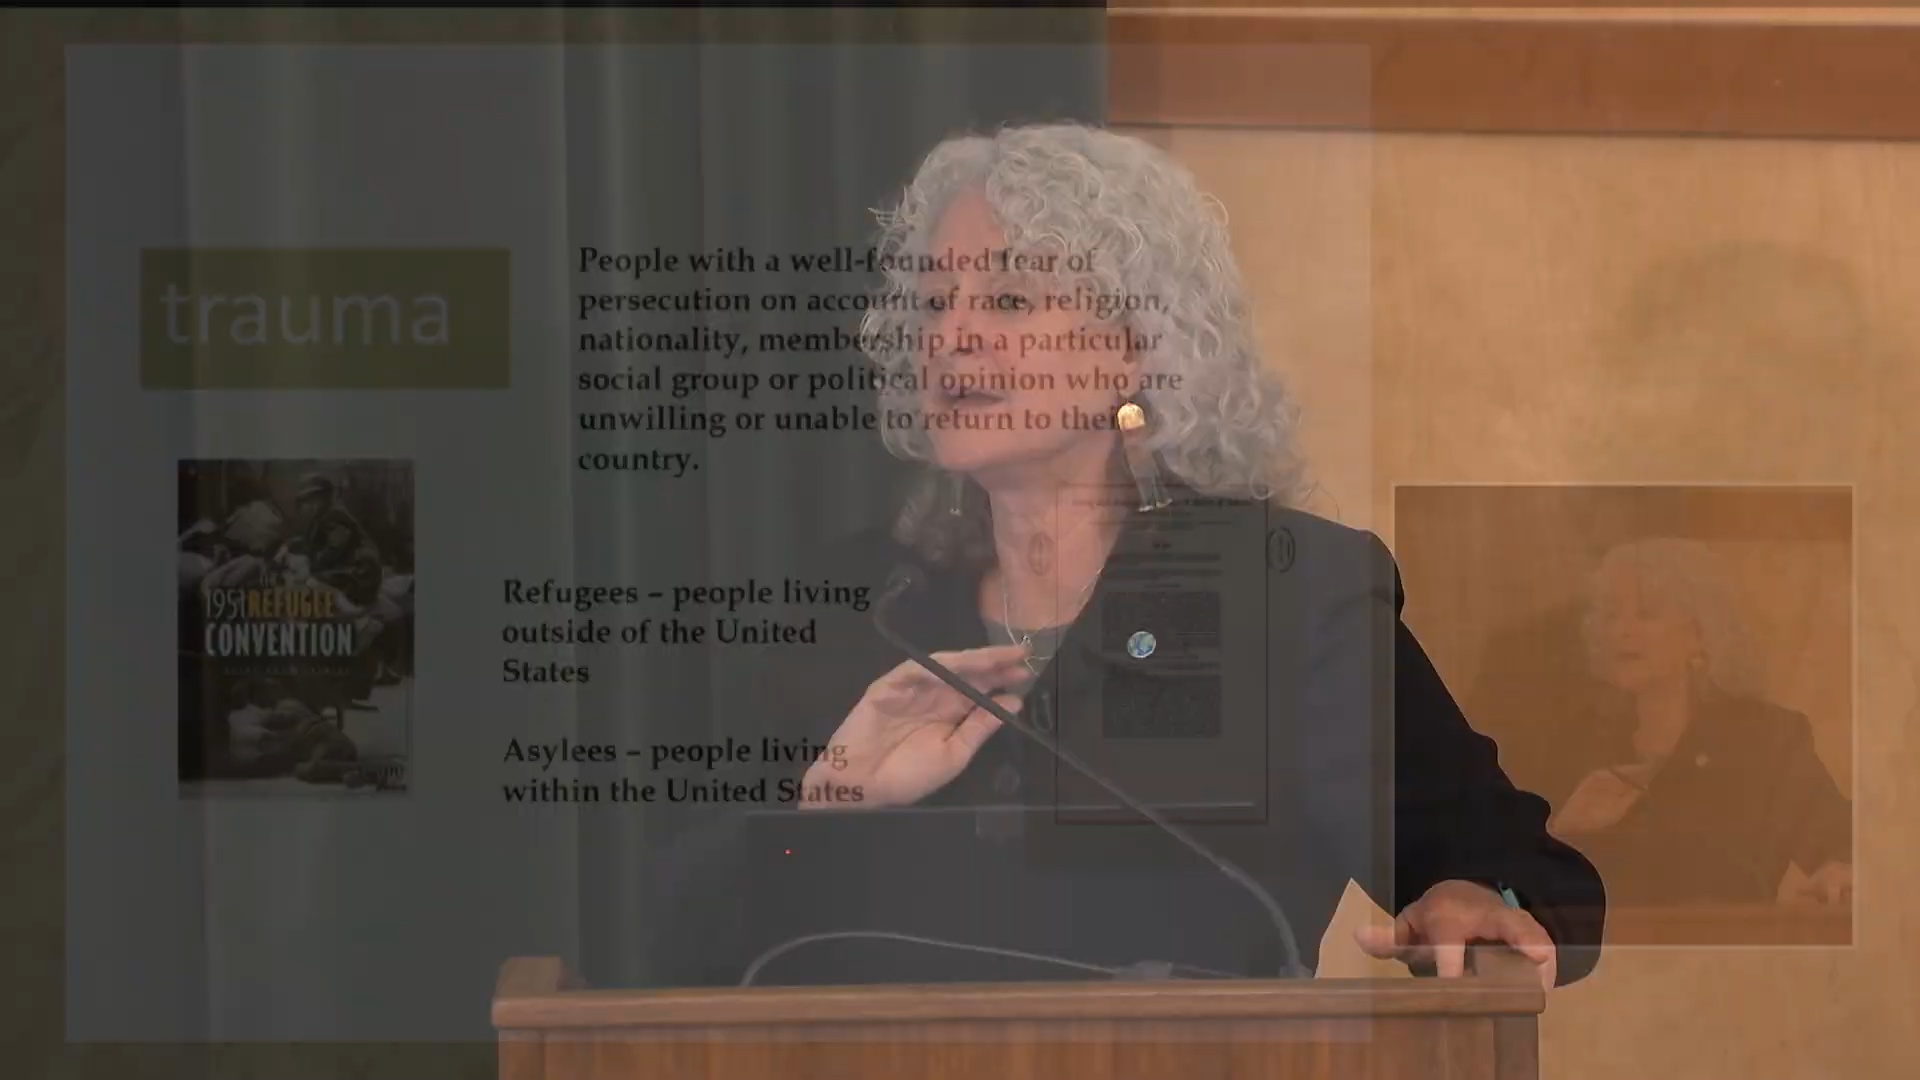 trauma
People with a well-founded fear of
persecution on account of race, religion,
nationality, membership in a particular
social group or political opinion who are
unwilling or unable to return to their
country.
1951 REFUGEE
CONVENTION
Refugees – people living
outside of the United
States
Asylees – people living
within the United States